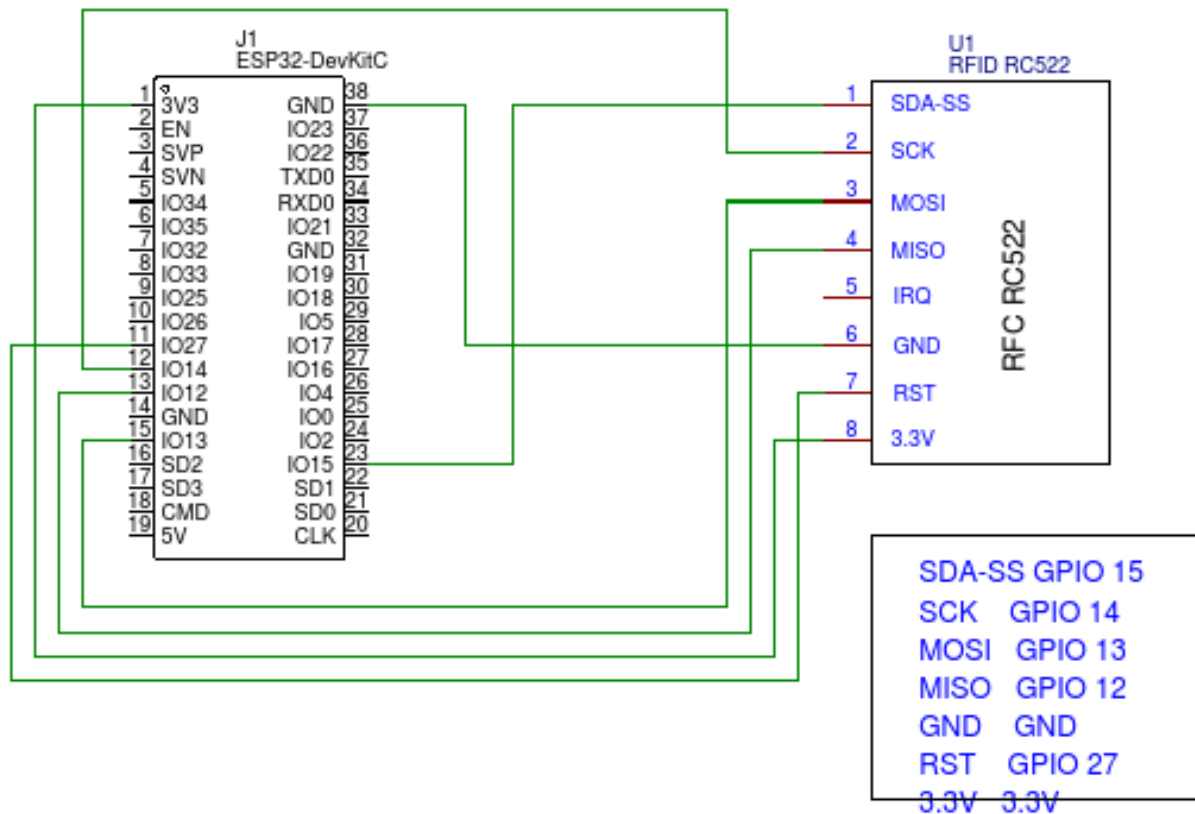 J1
ESP32-DevKitC
1 3V3 GND 38
2 EN IO23 37
3 SVP IO22 36
4 SVN TXD0 35
5 IO34 RXD0 34
6 IO35 IO21 33
7 IO32 GND 32
8 IO33 IO19 31
9 IO25 IO18 30
10 IO26 IO5 29
11 IO27 IO17 28
12 IO14 IO16 27
13 IO12 IO4 26
14 GND IO0 25
15 IO13 IO2 24
16 SD2 IO15 23
17 SD3 SD1 22
18 CMD SD0 21
19 5V CLK 20
U1
RFID RC522
1 SDA-SS
2 SCK
3 MOSI
4 MISO
5 IRQ
6 GND
7 RST
8 3.3V
RFC RC522
SDA-SS GPIO 15
SCK GPIO 14
MOSI GPIO 13
MISO GPIO 12
GND GND
RST GPIO 27
3.3V 3.3V